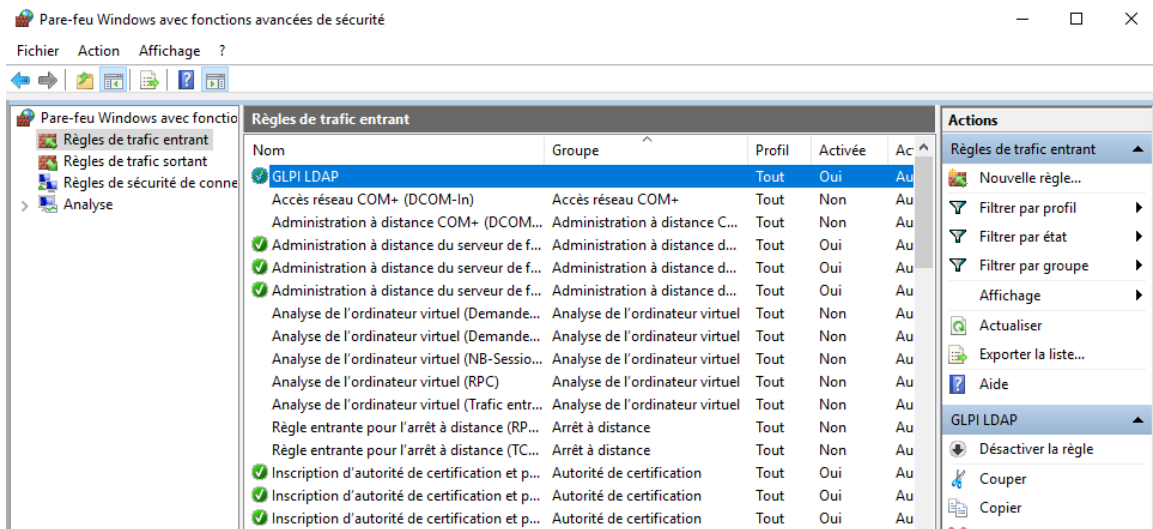 Pare-feu Windows avec fonctions avancées de sécurité
Fichier Action Affichage ?
Pare-feu Windows avec fonctio
Règles de trafic entrant
Règles de trafic sortant
Règles de sécurité de conne
Analyse
Règles de trafic entrant
Nom Groupe Profil Activée Ac
GLPI LDAP Tout Oui Au
Accès réseau COM+ (DCOM-In) Accès réseau COM+ Tout Non Au
Administration à distance COM+ (DCOM... Administration à distance C... Tout Non Au
Administration à distance du serveur de f... Administration à distance d... Tout Oui Au
Administration à distance du serveur de f... Administration à distance d... Tout Oui Au
Administration à distance du serveur de f... Administration à distance d... Tout Oui Au
Analyse de l'ordinateur virtuel (Demande... Analyse de l'ordinateur virtuel Tout Non Au
Analyse de l'ordinateur virtuel (Demande... Analyse de l'ordinateur virtuel Tout Non Au
Analyse de l'ordinateur virtuel (NB-Sessio... Analyse de l'ordinateur virtuel Tout Non Au
Analyse de l'ordinateur virtuel (RPC) Analyse de l'ordinateur virtuel Tout Non Au
Analyse de l'ordinateur virtuel (Trafic entr... Analyse de l'ordinateur virtuel Tout Non Au
Règle entrante pour l'arrêt à distance (RP... Arrêt à distance Tout Non Au
Règle entrante pour l'arrêt à distance (TC... Arrêt à distance Tout Non Au
Inscription d'autorité de certification et p... Autorité de certification Tout Oui Au
Inscription d'autorité de certification et p... Autorité de certification Tout Oui Au
Inscription d'autorité de certification et p... Autorité de certification Tout Oui Au
Actions
Règles de trafic entrant
Nouvelle règle...
Filtrer par profil
Filtrer par état
Filtrer par groupe
Affichage
Actualiser
Exporter la liste...
Aide
GLPI LDAP
Désactiver la règle
Couper
Copier